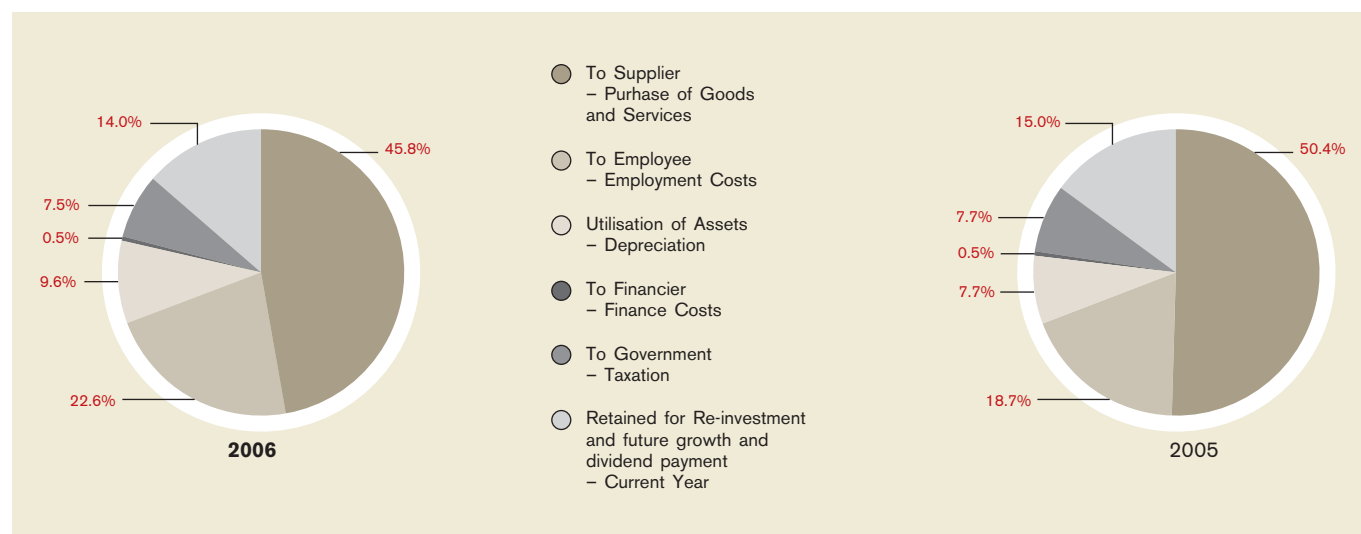 14.0%
45.8%
7.5%
0.5%
9.6%
22.6%
2006
To Supplier
– Purhase of Goods
and Services
To Employee
– Employment Costs
Utilisation of Assets
– Depreciation
To Financier
– Finance Costs
To Government
– Taxation
Retained for Re-investment
and future growth and
dividend payment
– Current Year
15.0%
50.4%
7.7%
0.5%
7.7%
18.7%
2005